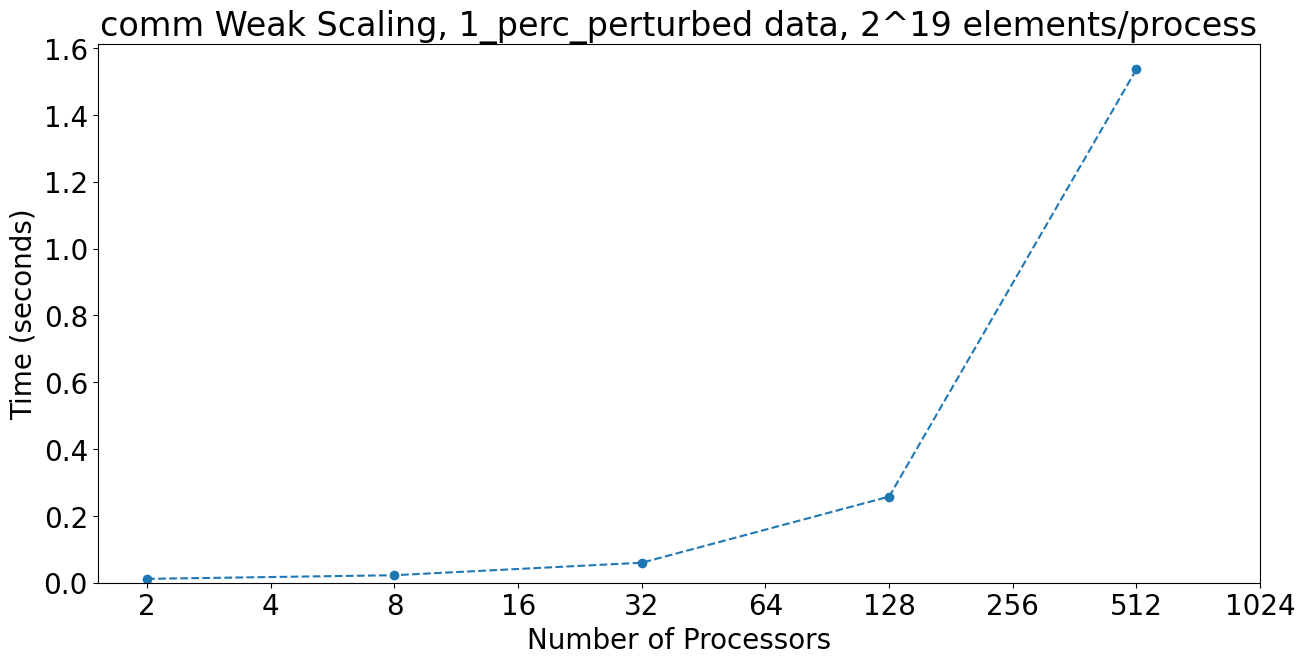 comm Weak Scaling, 1_perc_perturbed data, 2^19 elements/process
1.6
1.4
1.2
1.0
0.8
0.6
0.4
0.2
0.0
Time (seconds)
2 4 8 16 32 64 128 256 512 1024
Number of Processors